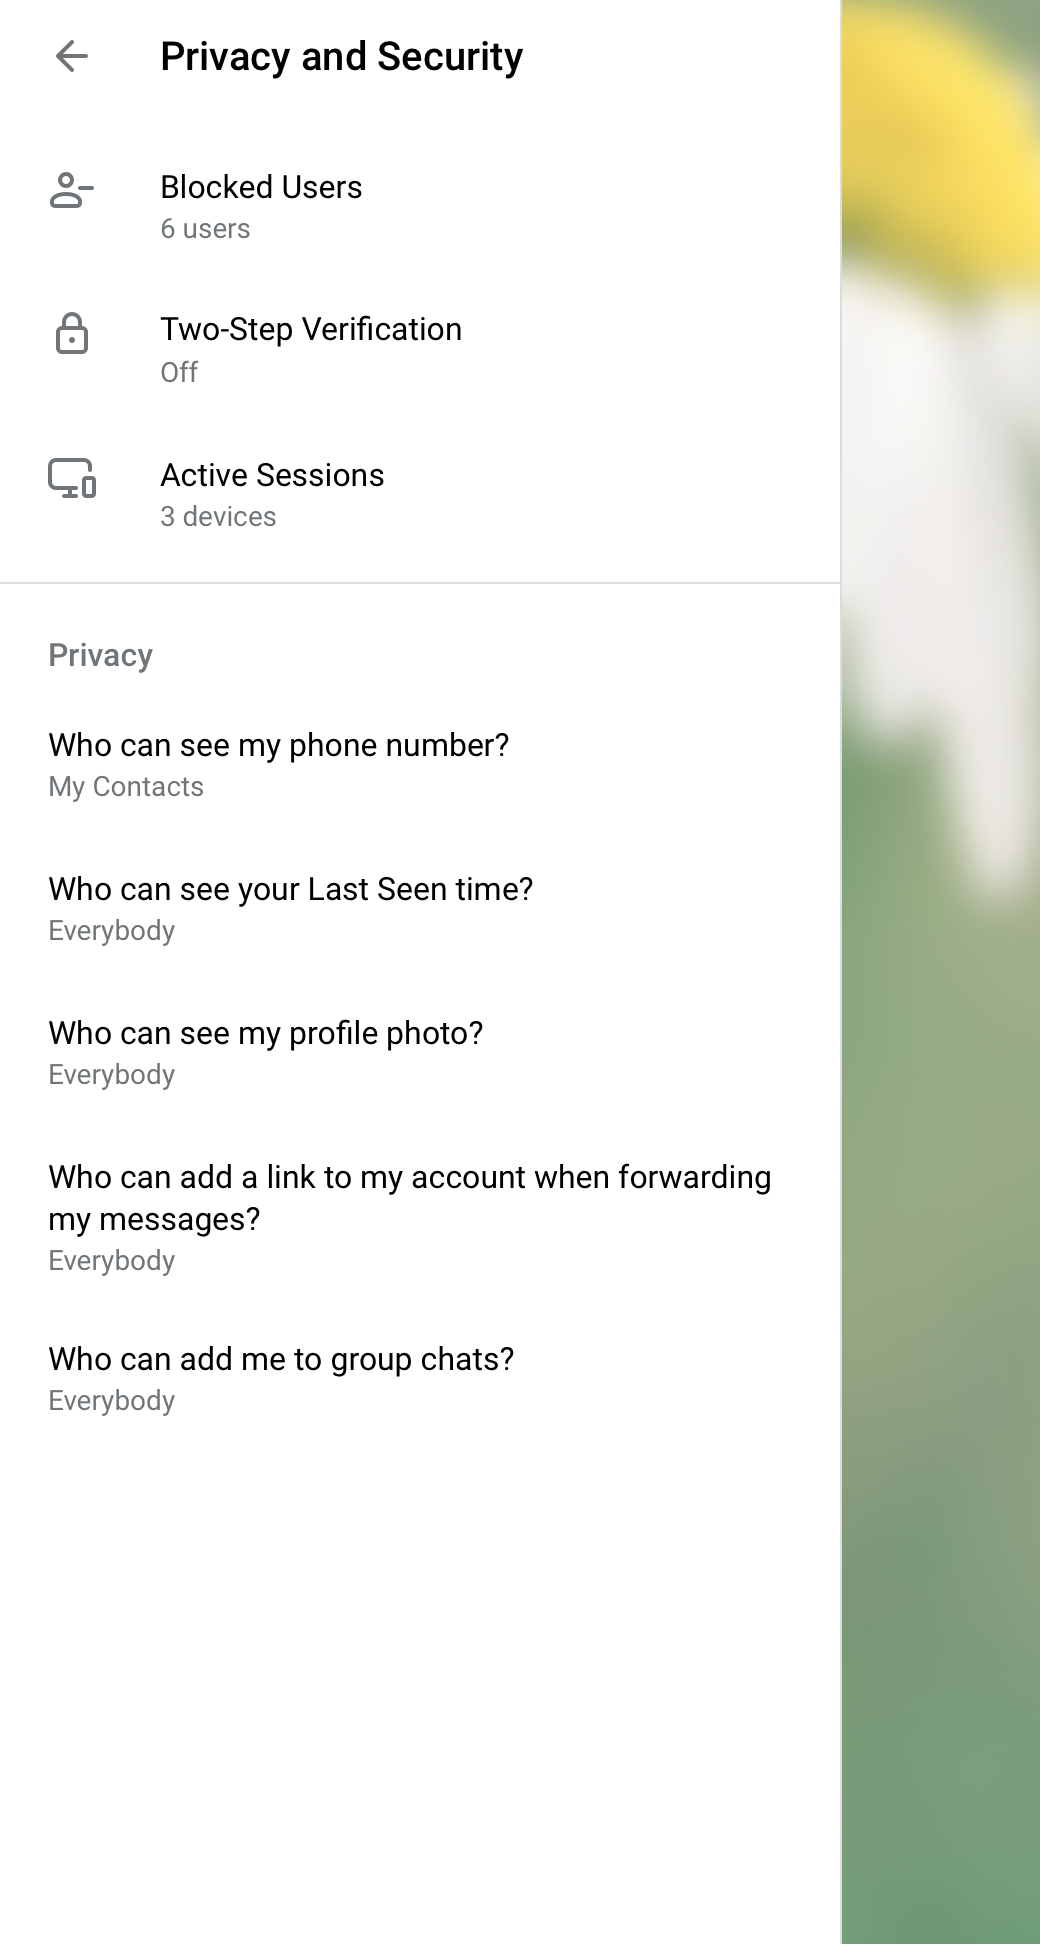 Privacy and Security
Blocked Users
6 users
Two-Step Verification
Off
Active Sessions
3 devices
Privacy
Who can see my phone number?
My Contacts
Who can see your Last Seen time?
Everybody
Who can see my profile photo?
Everybody
Who can add a link to my account when forwarding
my messages?
Everybody
Who can add me to group chats?
Everybody